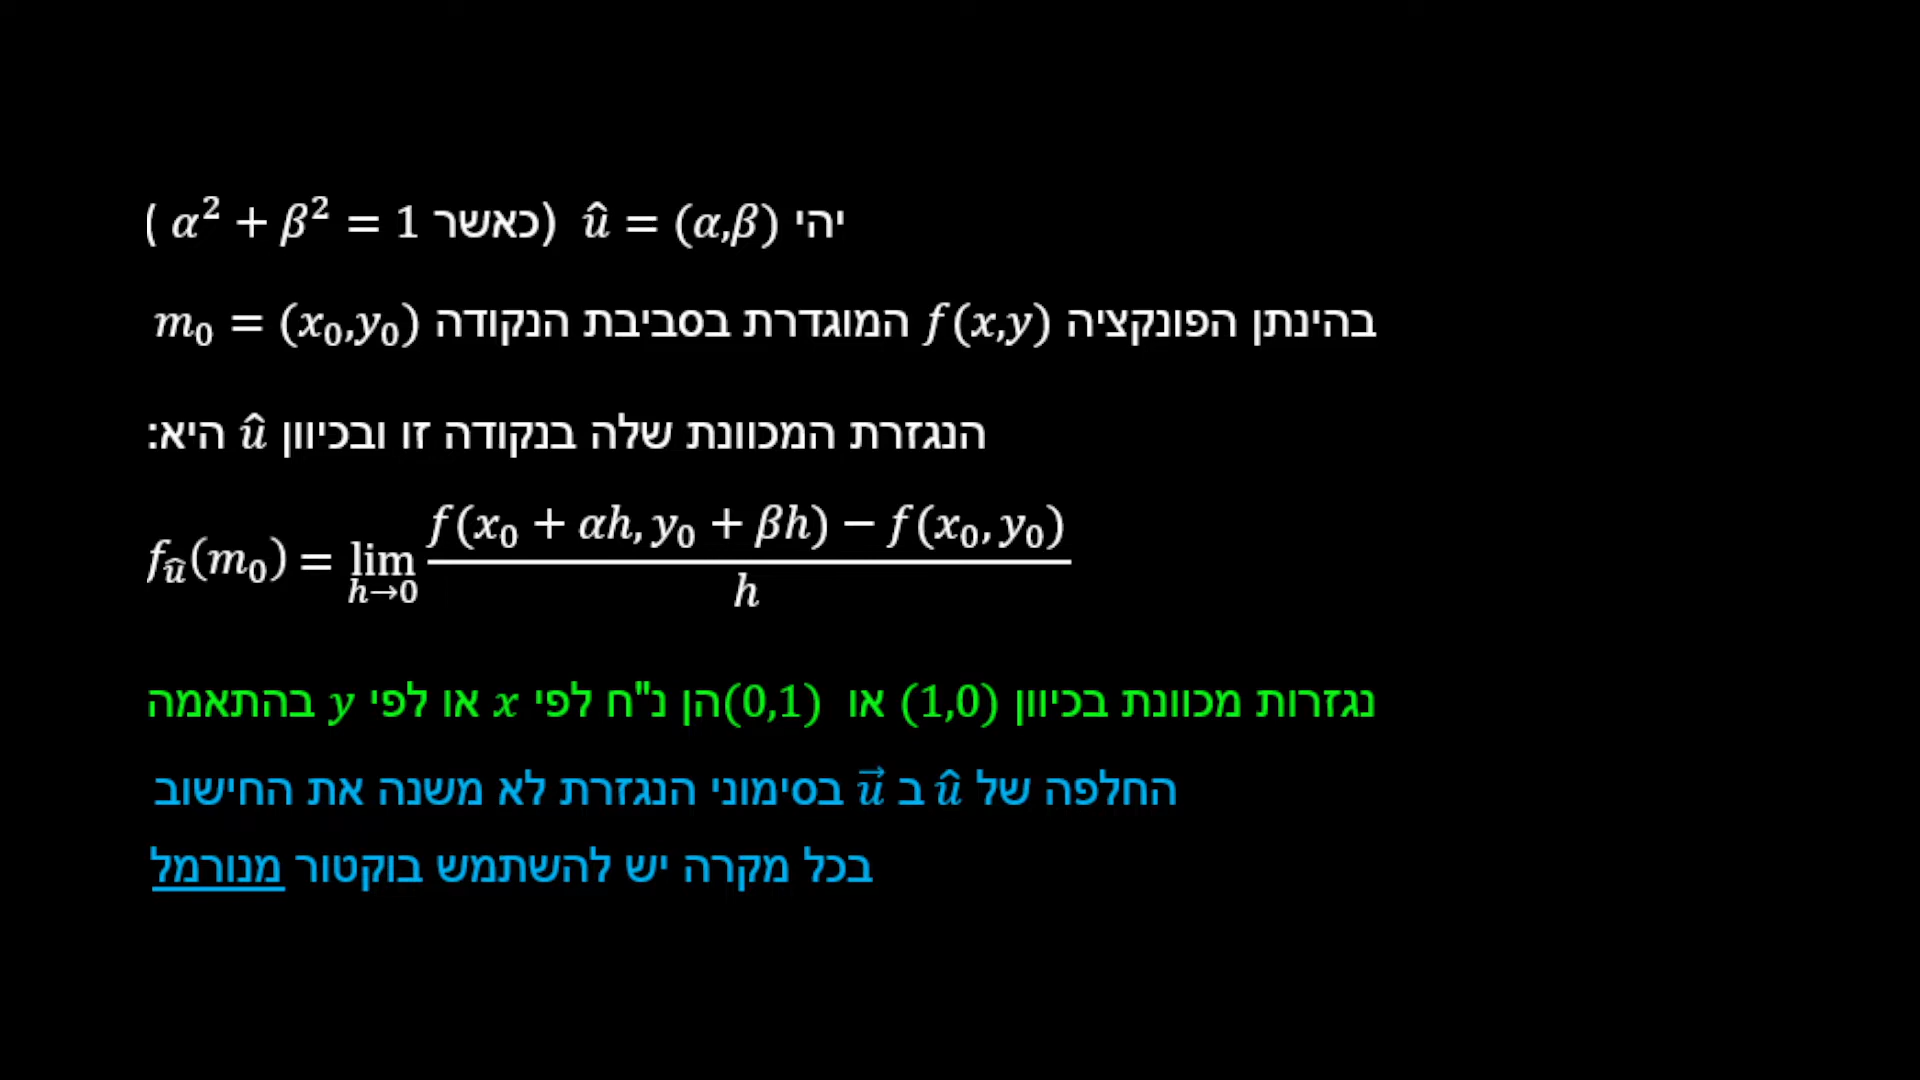 יהי û = (α,β) (כאשר α² + β² = 1 )
בהינתן הפונקציה f(x,y) המוגדרת בסביבת הנקודה m₀ = (x₀,y₀)
הנגזרת המכוונת שלה בנקודה זו ובכיוון û היא:
f_û(m₀) = lim_{h→0} \frac{f(x₀ + αh, y₀ + βh) − f(x₀, y₀)}{h}
נגזרות מכוונת בכיוון (1,0) או (0,1)הן נ"ח לפי x או לפי y בהתאמה
החלפה של û ב u⃗ בסימוני הנגזרת לא משנה את החישוב
בכל מקרה יש להשתמש בוקטור מנורמל